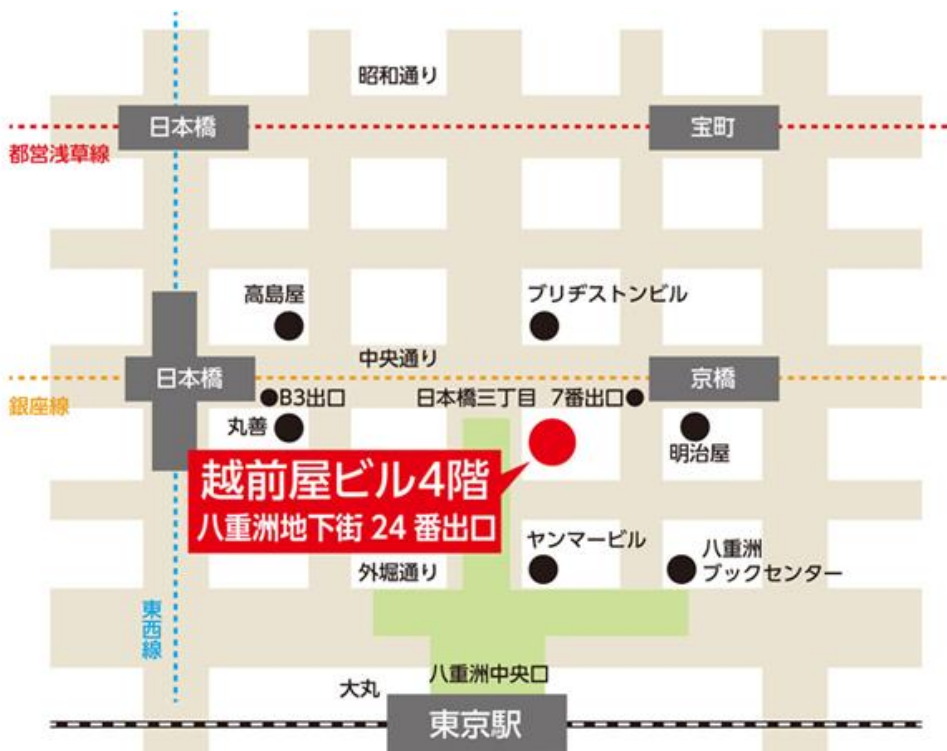 昭和通り
日本橋
宝町
都営浅草線
高島屋
ブリヂストンビル
中央通り
日本橋
京橋
銀座線
B3出口
日本橋三丁目 7番出口
丸善
明治屋
越前屋ビル4階
八重洲地下街 24 番出口
ヤンマービル
八重洲
ブックセンター
外堀通り
東西線
八重洲中央口
大丸
東京駅